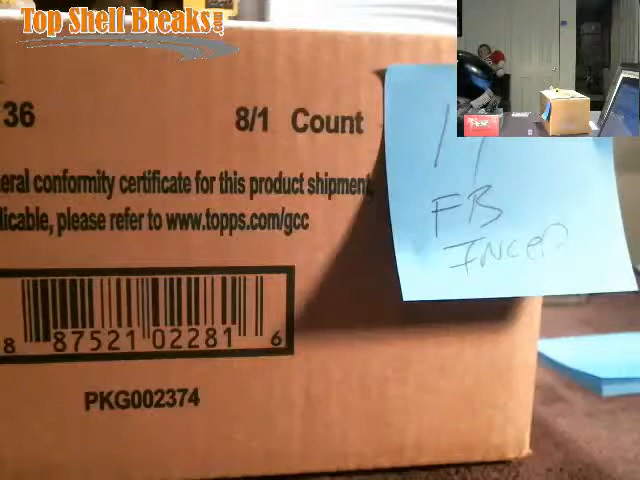 Top Shelf Breaks.com
36
8/1 Count
eral conformity certificate for this product shipment,
licable, please refer to www.topps.com/gcc
8 87521 02281 6
PKG002374
FB